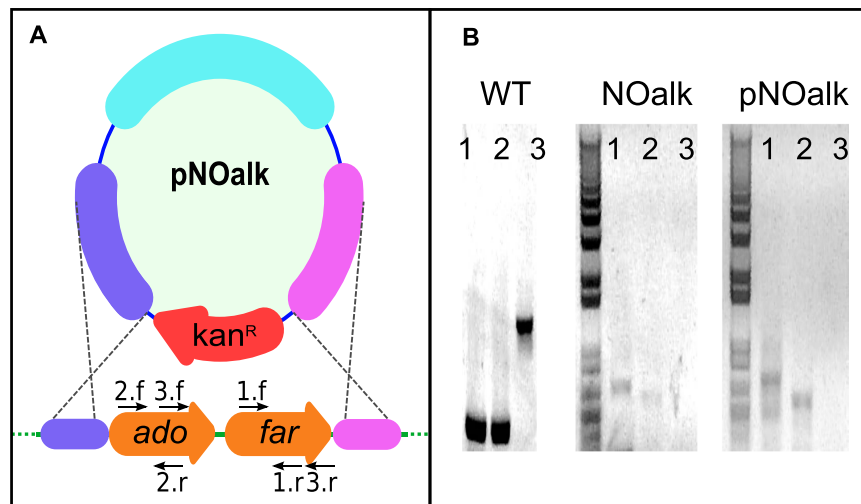 A
pNOalk
kanᴿ
2.f 3.f 1.f
ado far
2.r 1.r 3.r
B
WT NOalk pNOalk
1 2 3 1 2 3 1 2 3